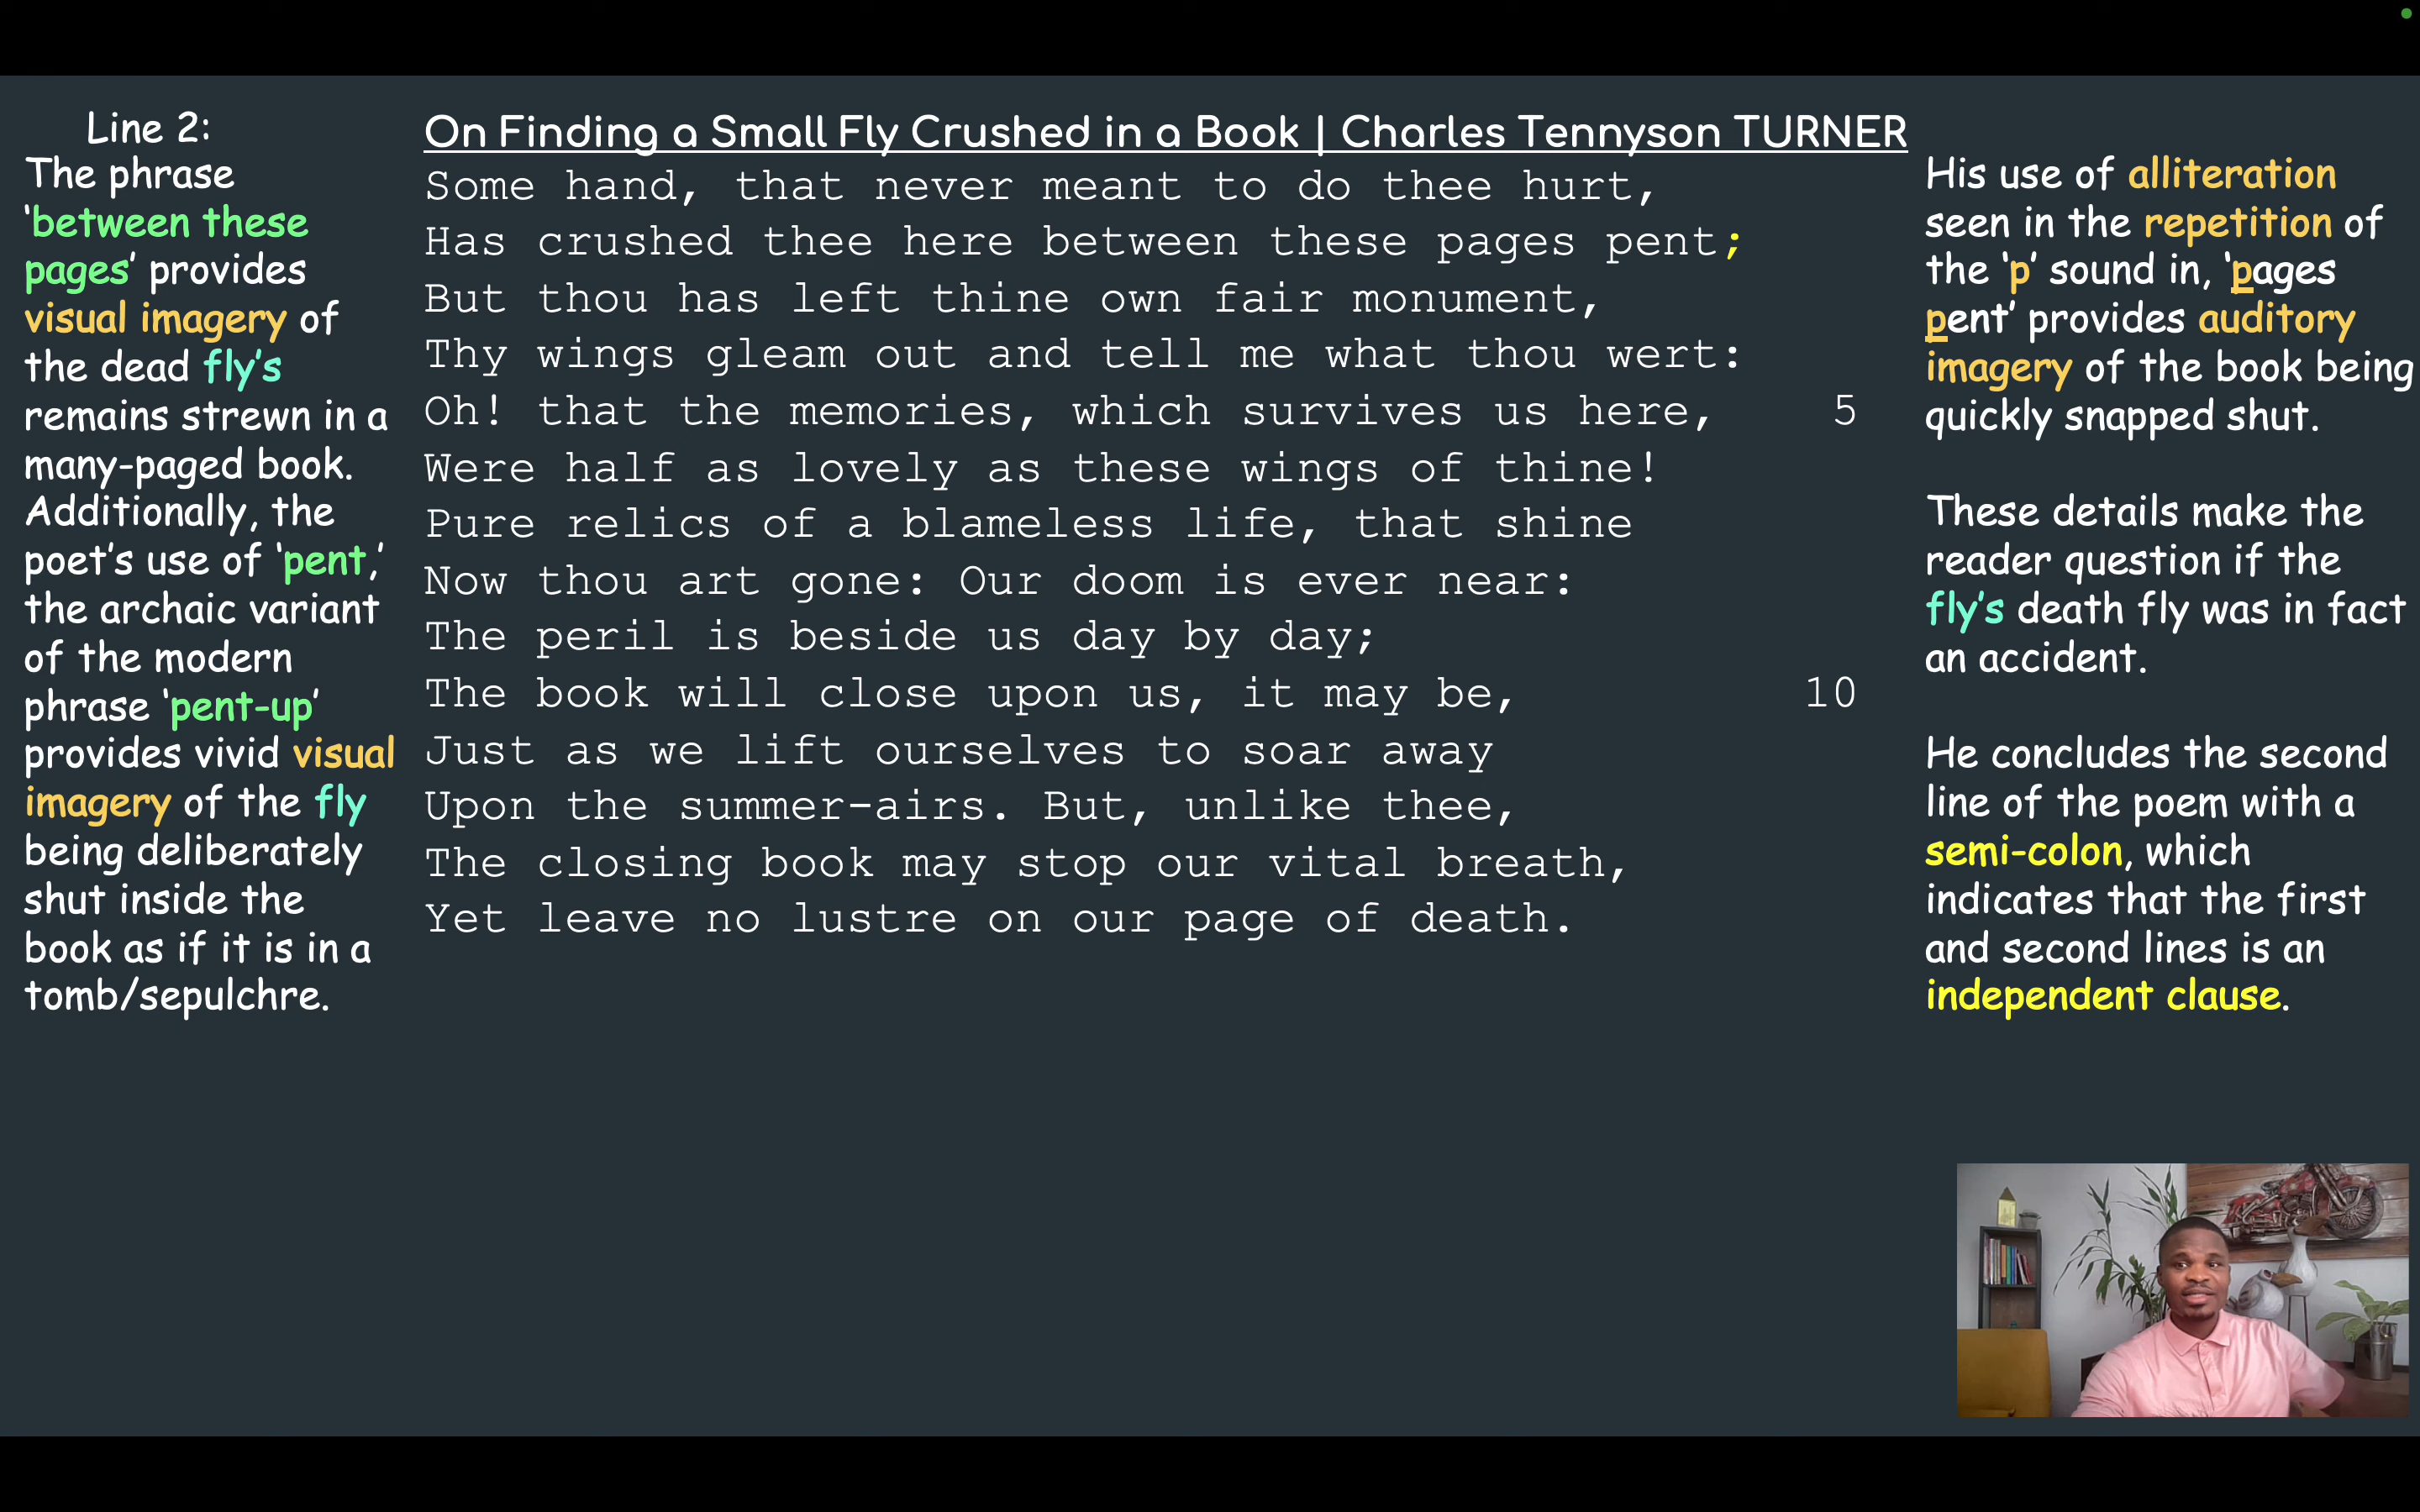 Line 2:
The phrase
‘between these
pages’ provides
visual imagery of
the dead fly’s
remains strewn in a
many-paged book.
Additionally, the
poet’s use of ‘pent,’
the archaic variant
of the modern
phrase ‘pent-up’
provides vivid visual
imagery of the fly
being deliberately
shut inside the
book as if it is in a
tomb/sepulchre.
On Finding a Small Fly Crushed in a Book | Charles Tennyson TURNER
Some hand, that never meant to do thee hurt,
Has crushed thee here between these pages pent;
But thou has left thine own fair monument,
Thy wings gleam out and tell me what thou wert:
Oh! that the memories, which survives us here, 5
Were half as lovely as these wings of thine!
Pure relics of a blameless life, that shine
Now thou art gone: Our doom is ever near:
The peril is beside us day by day;
The book will close upon us, it may be, 10
Just as we lift ourselves to soar away
Upon the summer-airs. But, unlike thee,
The closing book may stop our vital breath,
Yet leave no lustre on our page of death.
His use of alliteration
seen in the repetition of
the ‘p’ sound in, ‘pages
pent’ provides auditory
imagery of the book being
quickly snapped shut.
These details make the
reader question if the
fly’s death fly was in fact
an accident.
He concludes the second
line of the poem with a
semi-colon, which
indicates that the first
and second lines is an
independent clause.